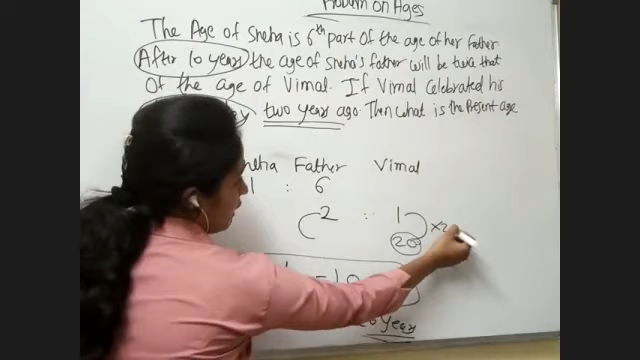 Problem on Ages
The Age of Sneha is 6th part of the age of her Father
After 10 years the age of Sneha's father will be twice that
of the age of Vimal. If Vimal celebrated his
two years ago. Then what is the Present age
Father Vimal
1 : 6
2 : 1
20 ×2